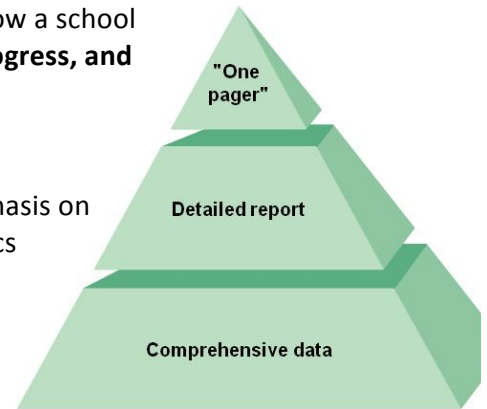 ow a school
ogress, and
"One
pager"
nasis on
Detailed report
cs
Comprehensive data